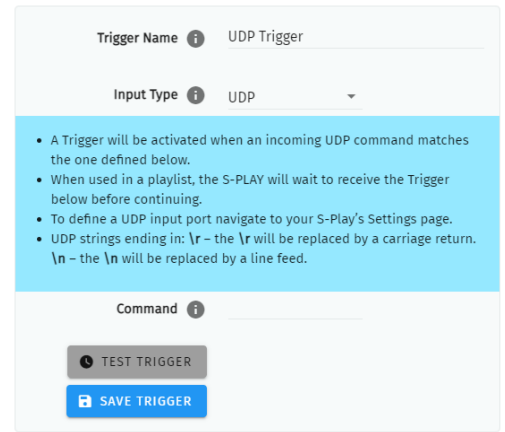 Trigger Name
UDP Trigger
Input Type
UDP
• A Trigger will be activated when an incoming UDP command matches
the one defined below.
• When used in a playlist, the S-PLAY will wait to receive the Trigger
below before continuing.
• To define a UDP input port navigate to your S-Play's Settings page.
• UDP strings ending in: \r – the \r will be replaced by a carriage return.
\n – the \n will be replaced by a line feed.
Command
TEST TRIGGER
SAVE TRIGGER